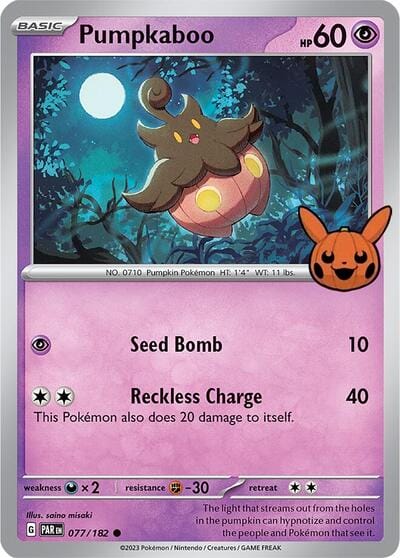 BASIC Pumpkaboo HP 60
NO. 0710 Pumpkin Pokémon HT: 1'4" WT: 11 lbs.
Seed Bomb 10
Reckless Charge 40
This Pokémon also does 20 damage to itself.
weakness ×2 resistance -30 retreat
Illus. saino misaki
G PAR EN 077/182
The light that streams out from the holes
in the pumpkin can hypnotize and control
the people and Pokémon that see it.
©2023 Pokémon / Nintendo / Creatures / GAME FREAK